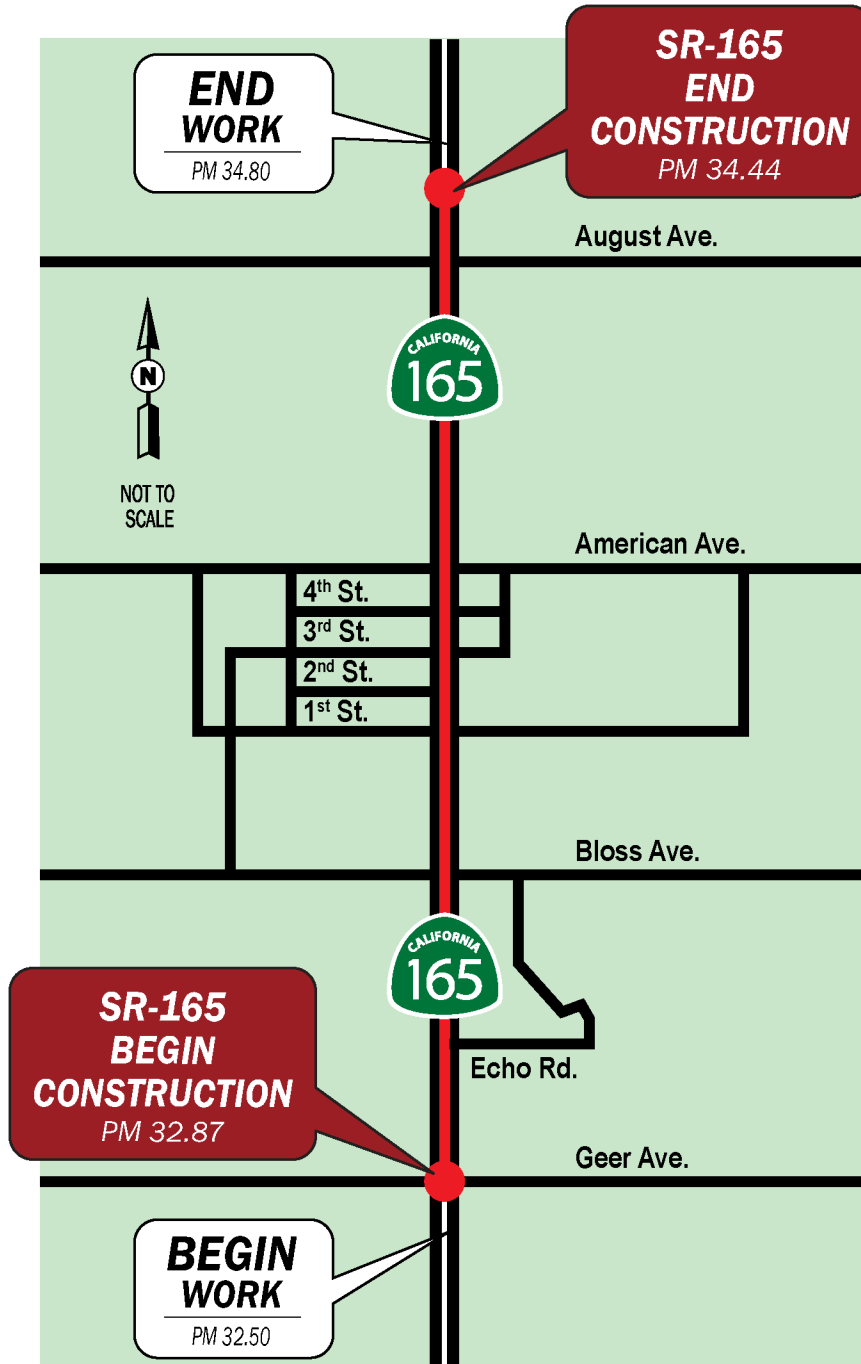 END
WORK
PM 34.80
SR-165
END
CONSTRUCTION
PM 34.44
August Ave.
CALIFORNIA
165
N
NOT TO
SCALE
American Ave.
4th St.
3rd St.
2nd St.
1st St.
Bloss Ave.
CALIFORNIA
165
SR-165
BEGIN
CONSTRUCTION
PM 32.87
Echo Rd.
Geer Ave.
BEGIN
WORK
PM 32.50